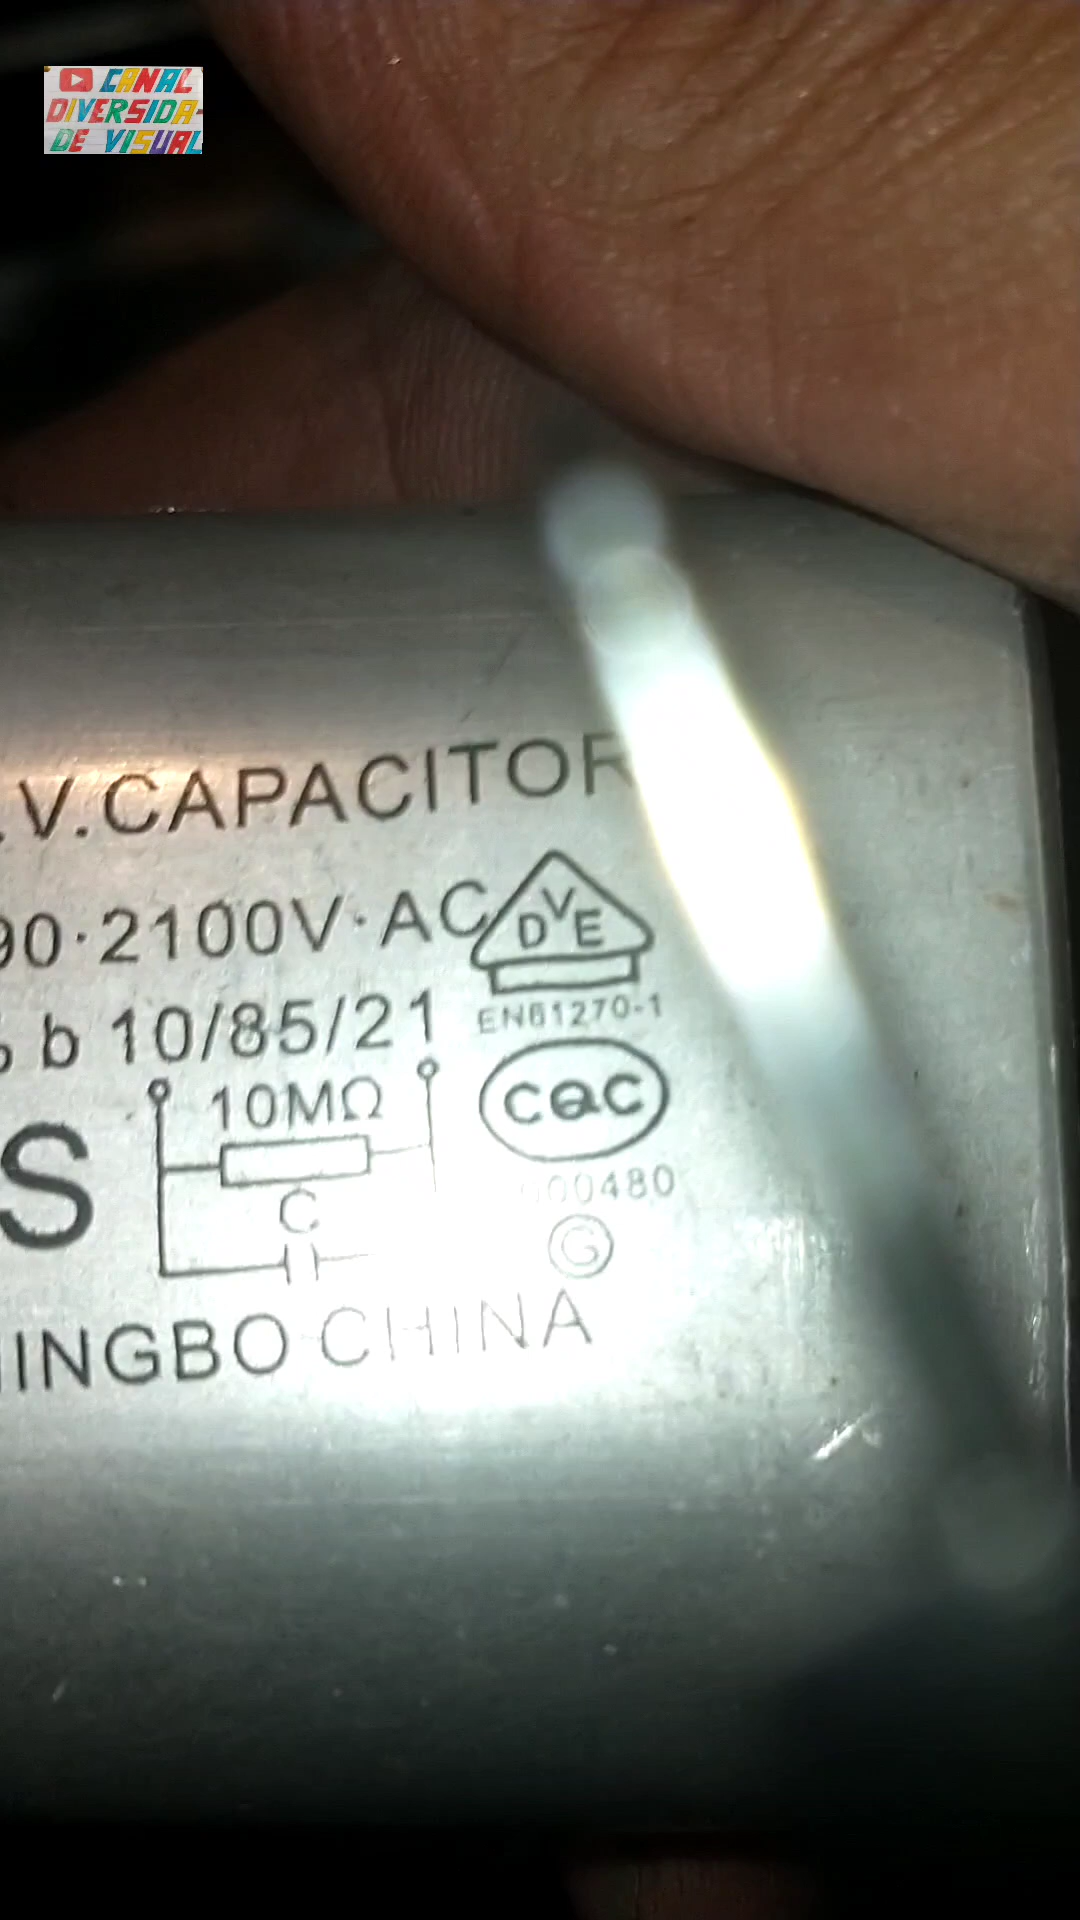 CANAL
DIVERSIDA-
DE VISUAL
.V.CAPACITOR
90·2100V·AC
DVE
EN61270-1
b 10/85/21
10MΩ
CQC
00480
S
C
G
INGBO CHINA